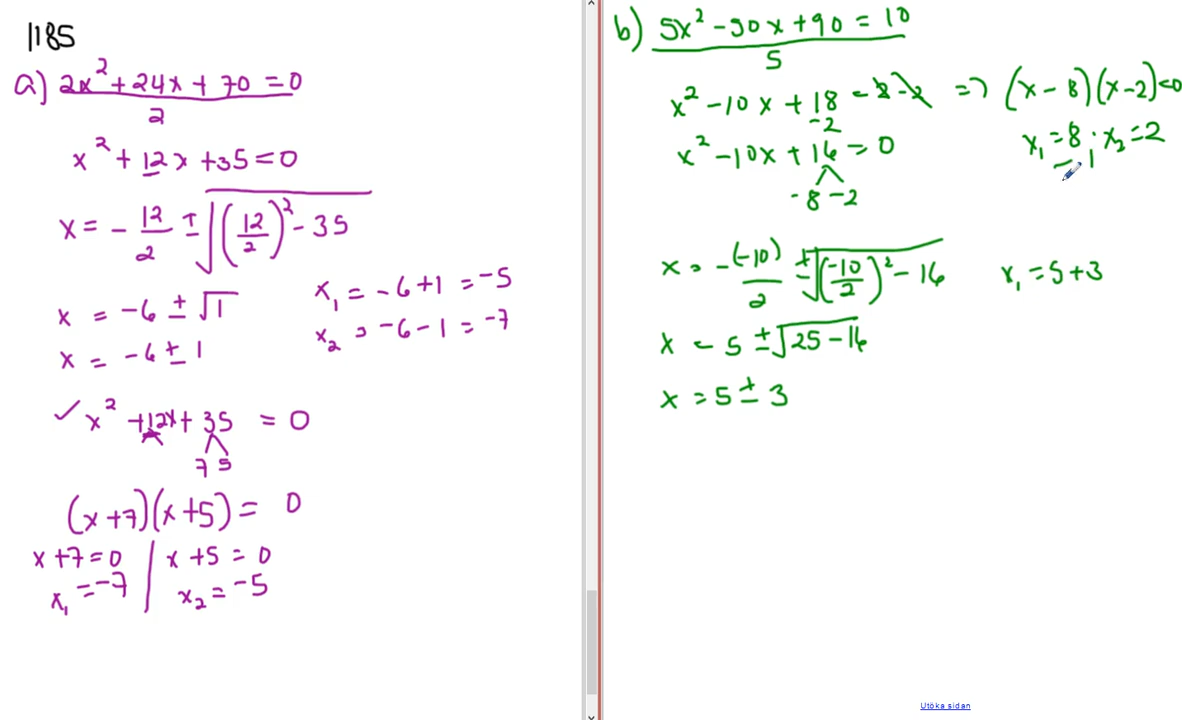 1185
a) 2x² + 24x + 70 = 0
2
x² + 12x + 35 = 0
x = - 12/2 ± √(12/2)² - 35
x = -6 ± √1
x = -6 ± 1
x₁ = -6 + 1 = -5
x₂ = -6 - 1 = -7
✓ x² + 12x + 35 = 0
7 5
(x + 7)(x + 5) = 0
x + 7 = 0 | x + 5 = 0
x₁ = -7 | x₂ = -5
b) 5x² - 50x + 90 = 10
5
x² - 10x + 18 = 2 - 2 => (x - 8)(x - 2) = 0
-2
x₁ = 8 . x₂ = 2
x² - 10x + 16 = 0
-8 -2
x = -(-10)/2 ± √(-10/2)² - 16
x₁ = 5 + 3
x = 5 ± √25 - 16
x = 5 ± 3
Utöka sidan